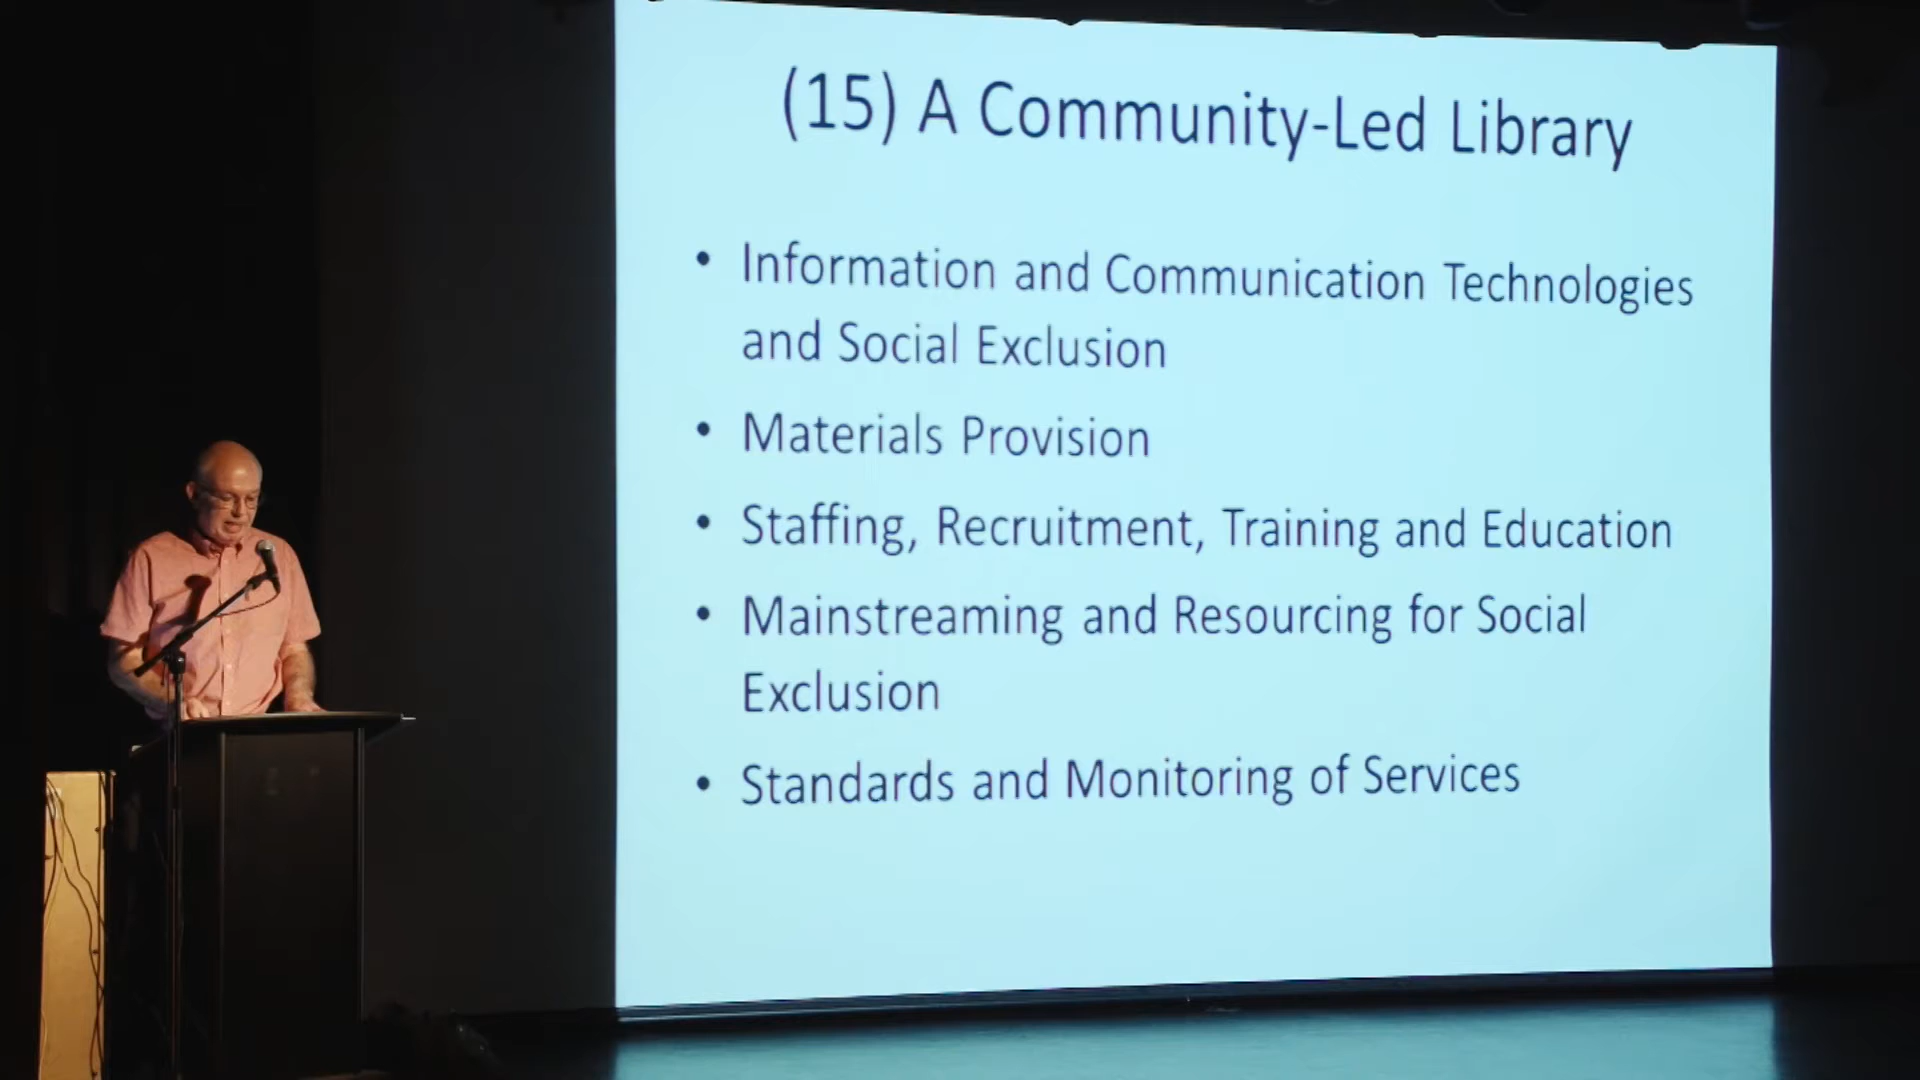 (15) A Community-Led Library
• Information and Communication Technologies
and Social Exclusion
• Materials Provision
• Staffing, Recruitment, Training and Education
• Mainstreaming and Resourcing for Social
Exclusion
• Standards and Monitoring of Services